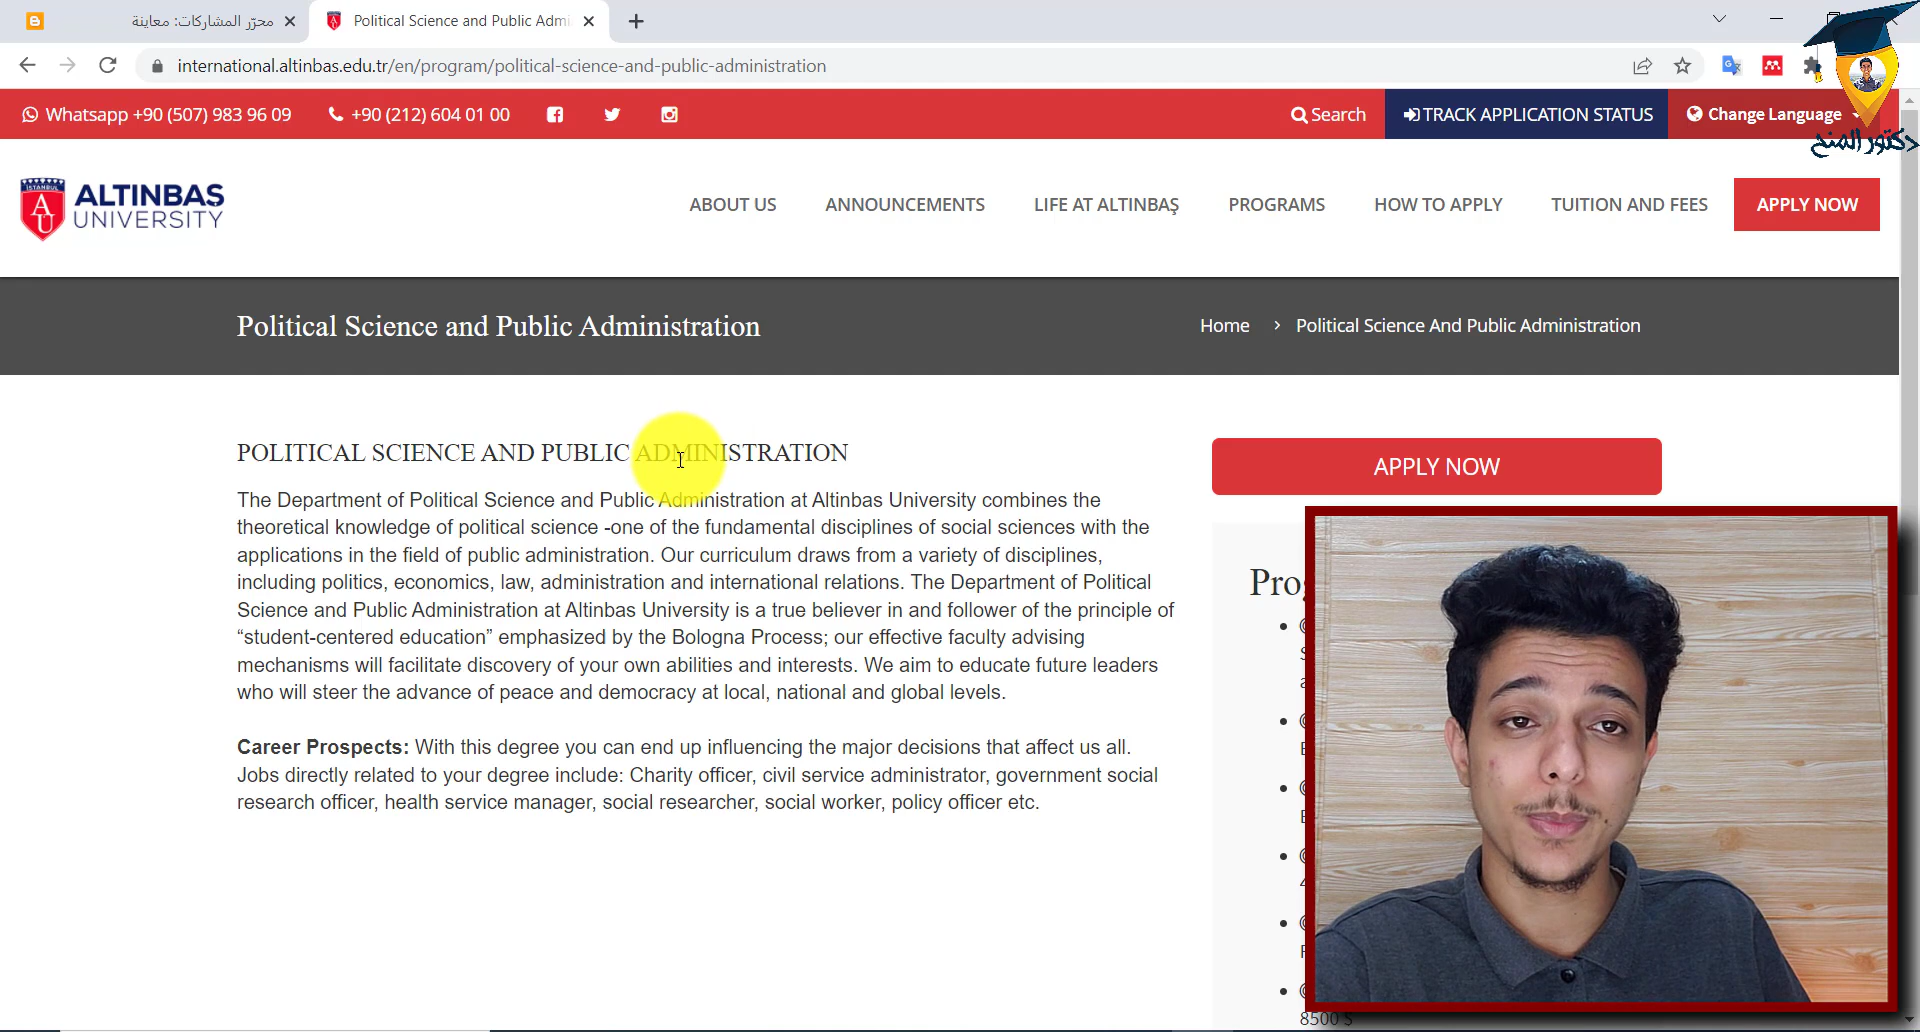 محرّر المشاركات: معاينة
Political Science and Public Admi
international.altinbas.edu.tr/en/program/political-science-and-public-administration
Whatsapp +90 (507) 983 96 09
+90 (212) 604 01 00
Search
TRACK APPLICATION STATUS
Change Language
دكتور المنح
ISTANBUL
AU
ALTINBAS
UNIVERSITY
ABOUT US
ANNOUNCEMENTS
LIFE AT ALTINBAŞ
PROGRAMS
HOW TO APPLY
TUITION AND FEES
APPLY NOW
Political Science and Public Administration
Home > Political Science And Public Administration
POLITICAL SCIENCE AND PUBLIC ADMINISTRATION
The Department of Political Science and Public Administration at Altinbas University combines the
theoretical knowledge of political science -one of the fundamental disciplines of social sciences with the
applications in the field of public administration. Our curriculum draws from a variety of disciplines,
including politics, economics, law, administration and international relations. The Department of Political
Science and Public Administration at Altinbas University is a true believer in and follower of the principle of
“student-centered education” emphasized by the Bologna Process; our effective faculty advising
mechanisms will facilitate discovery of your own abilities and interests. We aim to educate future leaders
who will steer the advance of peace and democracy at local, national and global levels.
Career Prospects: With this degree you can end up influencing the major decisions that affect us all.
Jobs directly related to your degree include: Charity officer, civil service administrator, government social
research officer, health service manager, social researcher, social worker, policy officer etc.
APPLY NOW
8500 $